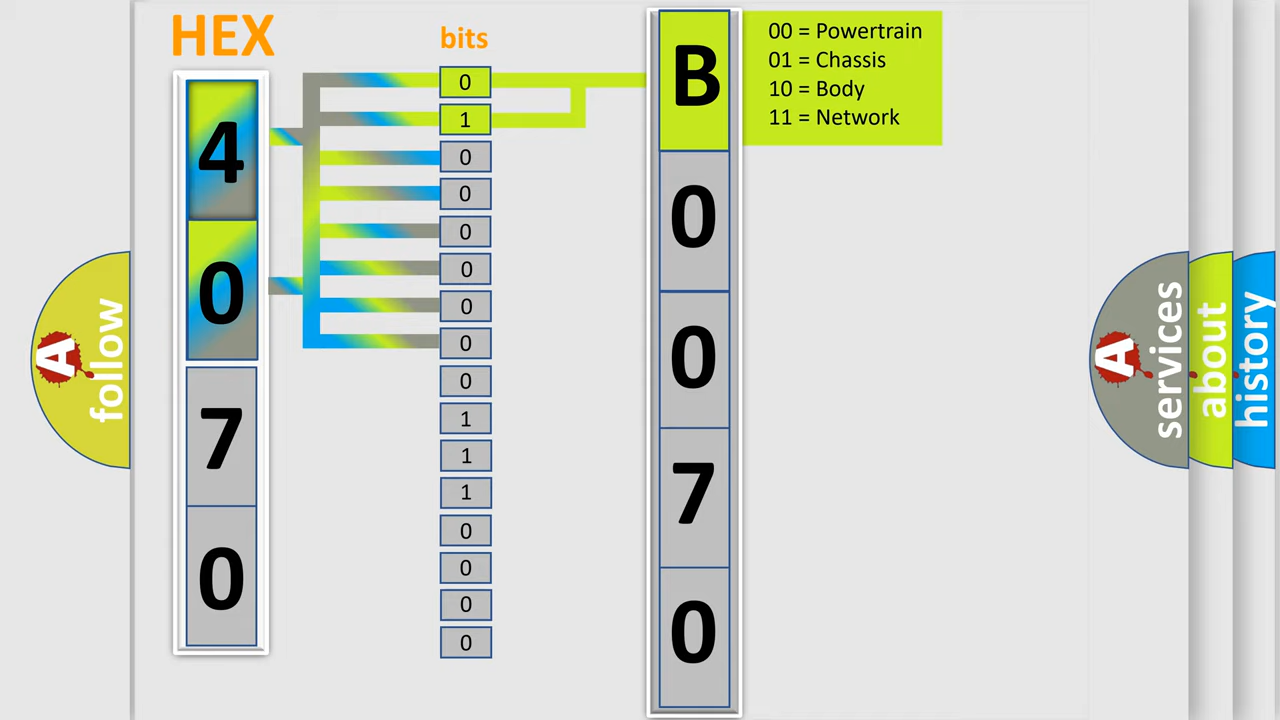 HEX
bits
4
0
7
0
0
1
0
0
0
0
0
0
0
1
1
1
0
0
0
0
B
0
0
7
0
00 = Powertrain
01 = Chassis
10 = Body
11 = Network
A
follow
A
services
about
history